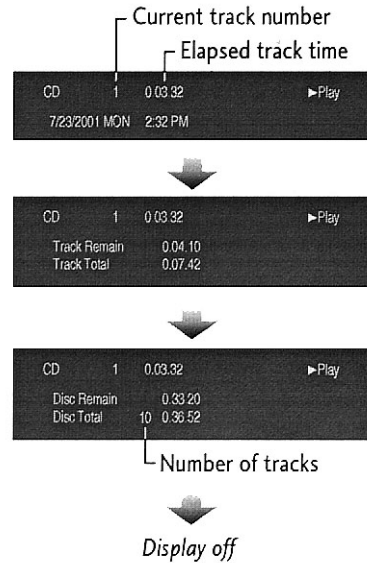 Current track number
Elapsed track time
CD 1 0 03.32 ►Play
7/23/2001 MON 2:32 PM
CD 1 0 03 32 ►Play
Track Remain 0.04.10
Track Total 0.07.42
CD 1 0.03.32 ►Play
Disc Remain 0.33 20
Disc Total 10 0.36.52
Number of tracks
Display off